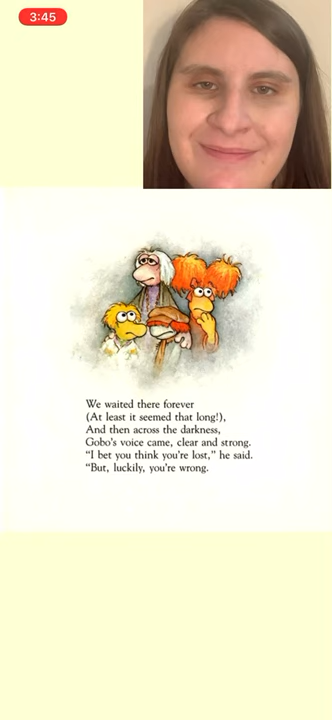 3:45
We waited there forever
(At least it seemed that long!),
And then across the darkness,
Gobo's voice came, clear and strong.
“I bet you think you're lost,” he said.
“But, luckily, you're wrong.